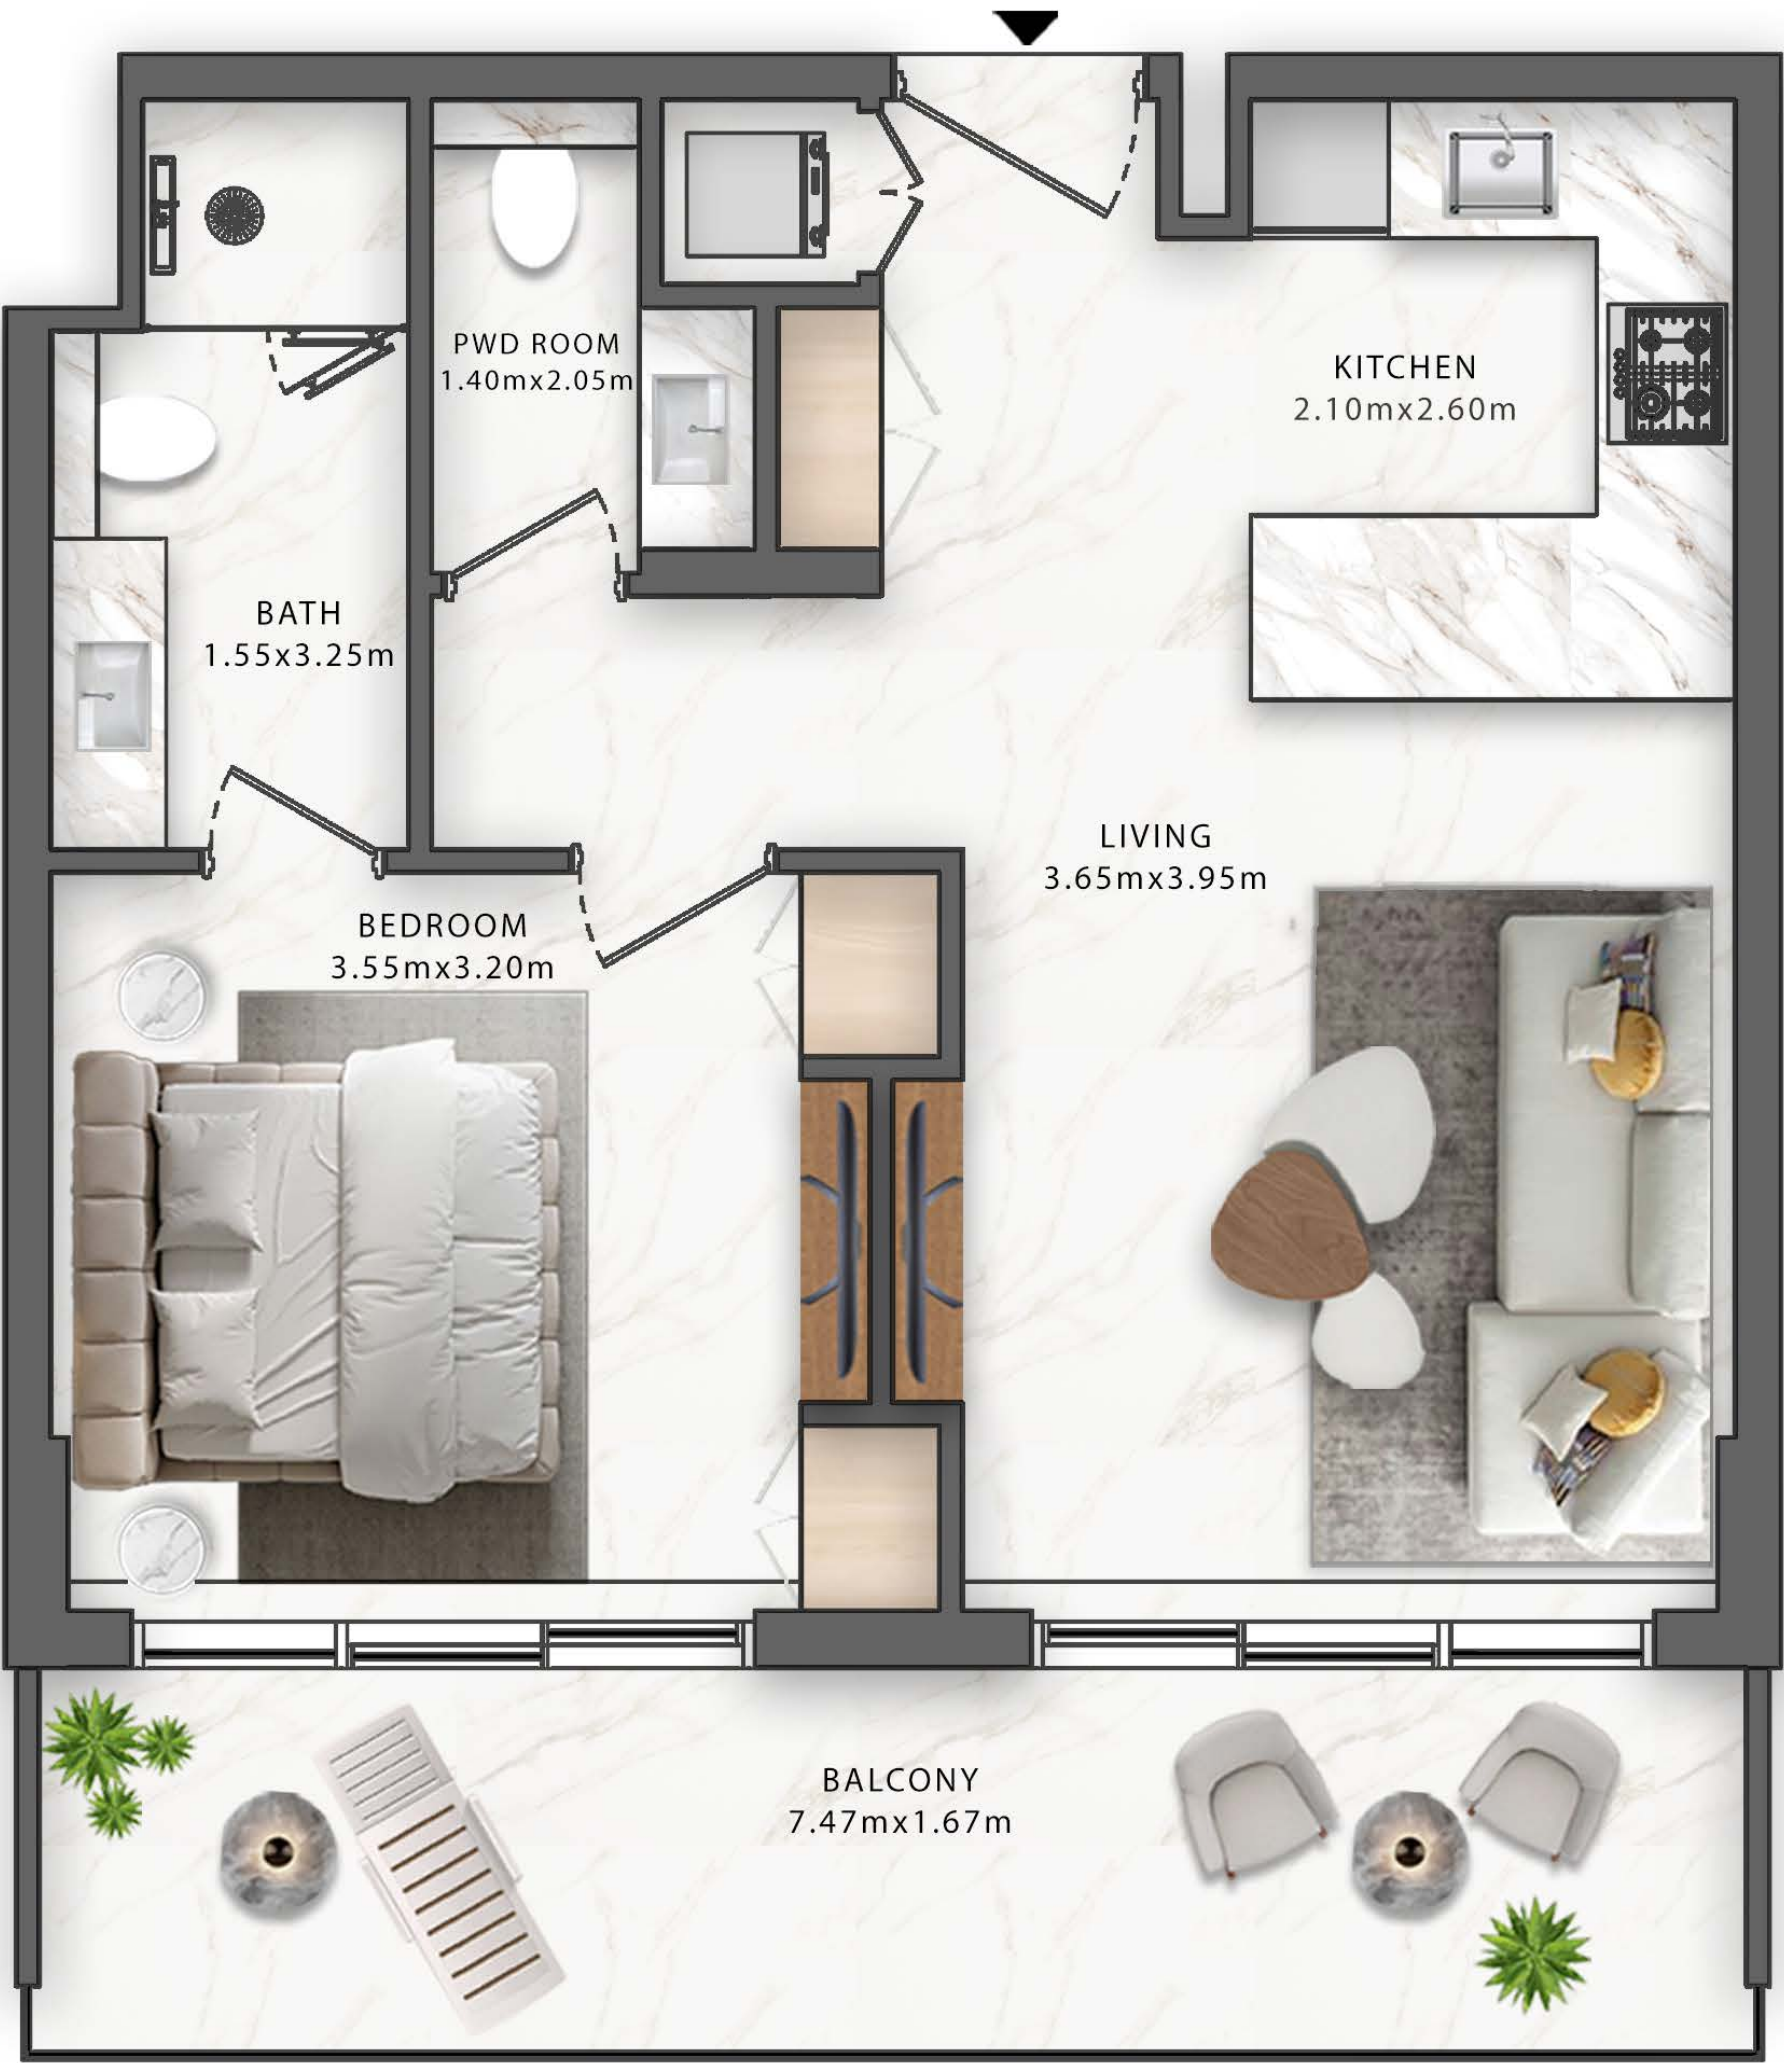 PWD ROOM
1.40mx2.05m
KITCHEN
2.10mx2.60m
BATH
1.55x3.25m
LIVING
3.65mx3.95m
BEDROOM
3.55mx3.20m
BALCONY
7.47mx1.67m